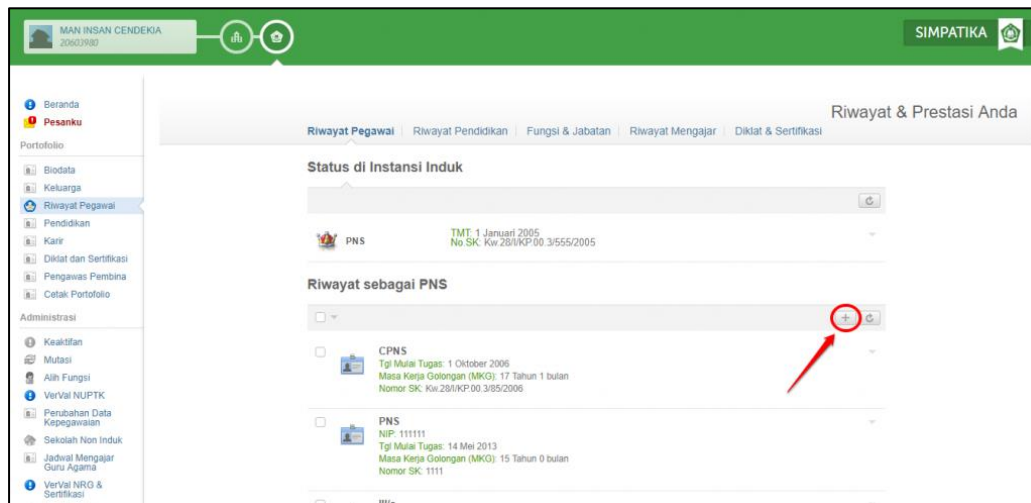 MAN INSAN CENDEKIA
20603980
SIMPATIKA
Beranda
Pesanku
Portofolio
Biodata
Keluarga
Riwayat Pegawai
Pendidikan
Karir
Diklat dan Sertifikasi
Pengawas Pembina
Cetak Portofolio
Administrasi
Keaktifan
Mutasi
Alih Fungsi
VerVal NUPTK
Perubahan Data
Kepegawaian
Sekolah Non Induk
Jadwal Mengajar
Guru Agama
VerVal NRG &
Sertifikasi
Riwayat & Prestasi Anda
Riwayat Pegawai Riwayat Pendidikan Fungsi & Jabatan Riwayat Mengajar Diklat & Sertifikasi
Status di Instansi Induk
PNS
TMT: 1 Januari 2005
No.SK: Kw.28/I/KP.00.3/555/2005
Riwayat sebagai PNS
CPNS
Tgl Mulai Tugas: 1 Oktober 2006
Masa Kerja Golongan (MKG): 17 Tahun 1 bulan
Nomor SK: Kw.28/I/KP.00.3/85/2006
PNS
NIP: 111111
Tgl Mulai Tugas: 14 Mei 2013
Masa Kerja Golongan (MKG): 15 Tahun 0 bulan
Nomor SK: 1111